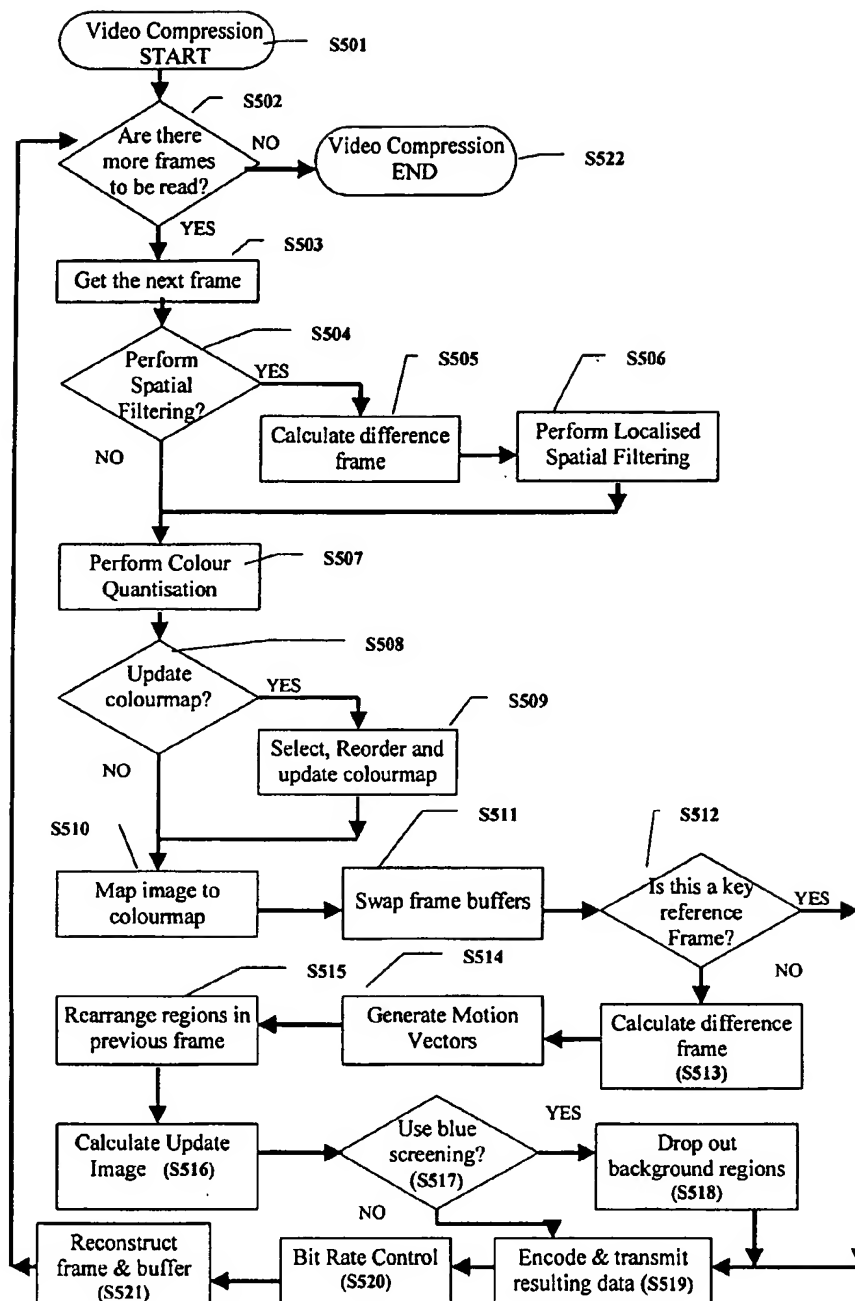 Video Compression
START
S501
S502
Are there
more frames
to be read?
NO
Video Compression
END
S522
YES
S503
Get the next frame
S504
Perform
Spatial
Filtering?
YES
S505
S506
Calculate difference
frame
Perform Localised
Spatial Filtering
NO
Perform Colour
Quantisation
S507
S508
Update
colourmap?
YES
S509
Select, Reorder and
update colourmap
NO
S510
S511
S512
Map image to
colourmap
Swap frame buffers
Is this a key
reference
Frame?
YES
NO
S515
S514
Rcarrange regions in
previous frame
Generate Motion
Vectors
Calculate difference
frame
(S513)
Calculate Update
Image (S516)
Use blue
screening?
(S517)
YES
Drop out
background regions
(S518)
NO
Reconstruct
frame & buffer
(S521)
Bit Rate Control
(S520)
Encode & transmit
resulting data (S519)